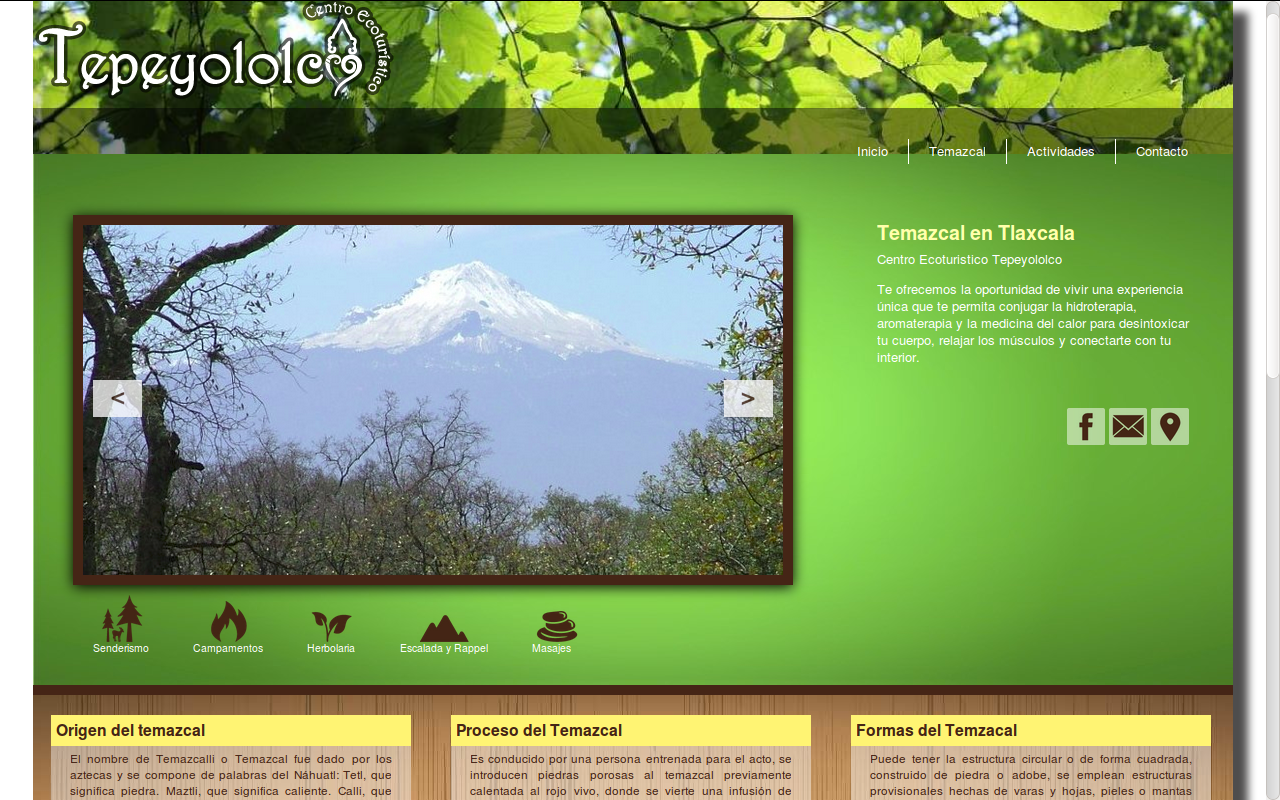 Tepeyololco
Centro Ecoturístico
Inicio
Temazcal
Actividades
Contacto
<
>
Temazcal en Tlaxcala
Centro Ecoturistico Tepeyololco
Te ofrecemos la oportunidad de vivir una experiencia
única que te permita conjugar la hidroterapia,
aromaterapia y la medicina del calor para desintoxicar
tu cuerpo, relajar los músculos y conectarte con tu
interior.
Senderismo
Campamentos
Herbolaria
Escalada y Rappel
Masajes
Origen del temazcal
El nombre de Temazcalli o Temazcal fue dado por los
aztecas y se compone de palabras del Náhuatl: Tetl, que
significa piedra. Maztli, que significa caliente. Calli, que
Proceso del Temazcal
Es conducido por una persona entrenada para el acto, se
introducen piedras porosas al temazcal previamente
calentada al rojo vivo, donde se vierte una infusión de
Formas del Temzacal
Puede tener la estructura circular o de forma cuadrada,
construido de piedra o adobe, se emplean estructuras
provisionales hechas de varas y hojas, pieles o mantas